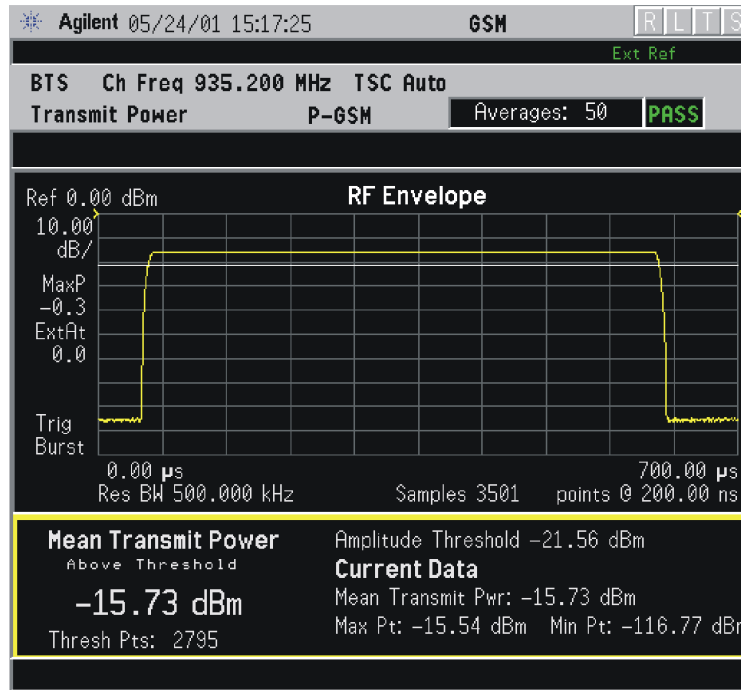 Agilent 05/24/01 15:17:25 GSM R L T S
Ext Ref
BTS Ch Freq 935.200 MHz TSC Auto
Transmit Power P-GSM Averages: 50 PASS
Ref 0.00 dBm RF Envelope
10.00
dB/
MaxP
-0.3
ExtAt
0.0
Trig
Burst
0.00 µs 700.00 µs
Res BW 500.000 kHz Samples 3501 points @ 200.00 ns
Mean Transmit Power Amplitude Threshold -21.56 dBm
Above Threshold Current Data
-15.73 dBm Mean Transmit Pwr: -15.73 dBm
Thresh Pts: 2795 Max Pt: -15.54 dBm Min Pt: -116.77 dBm